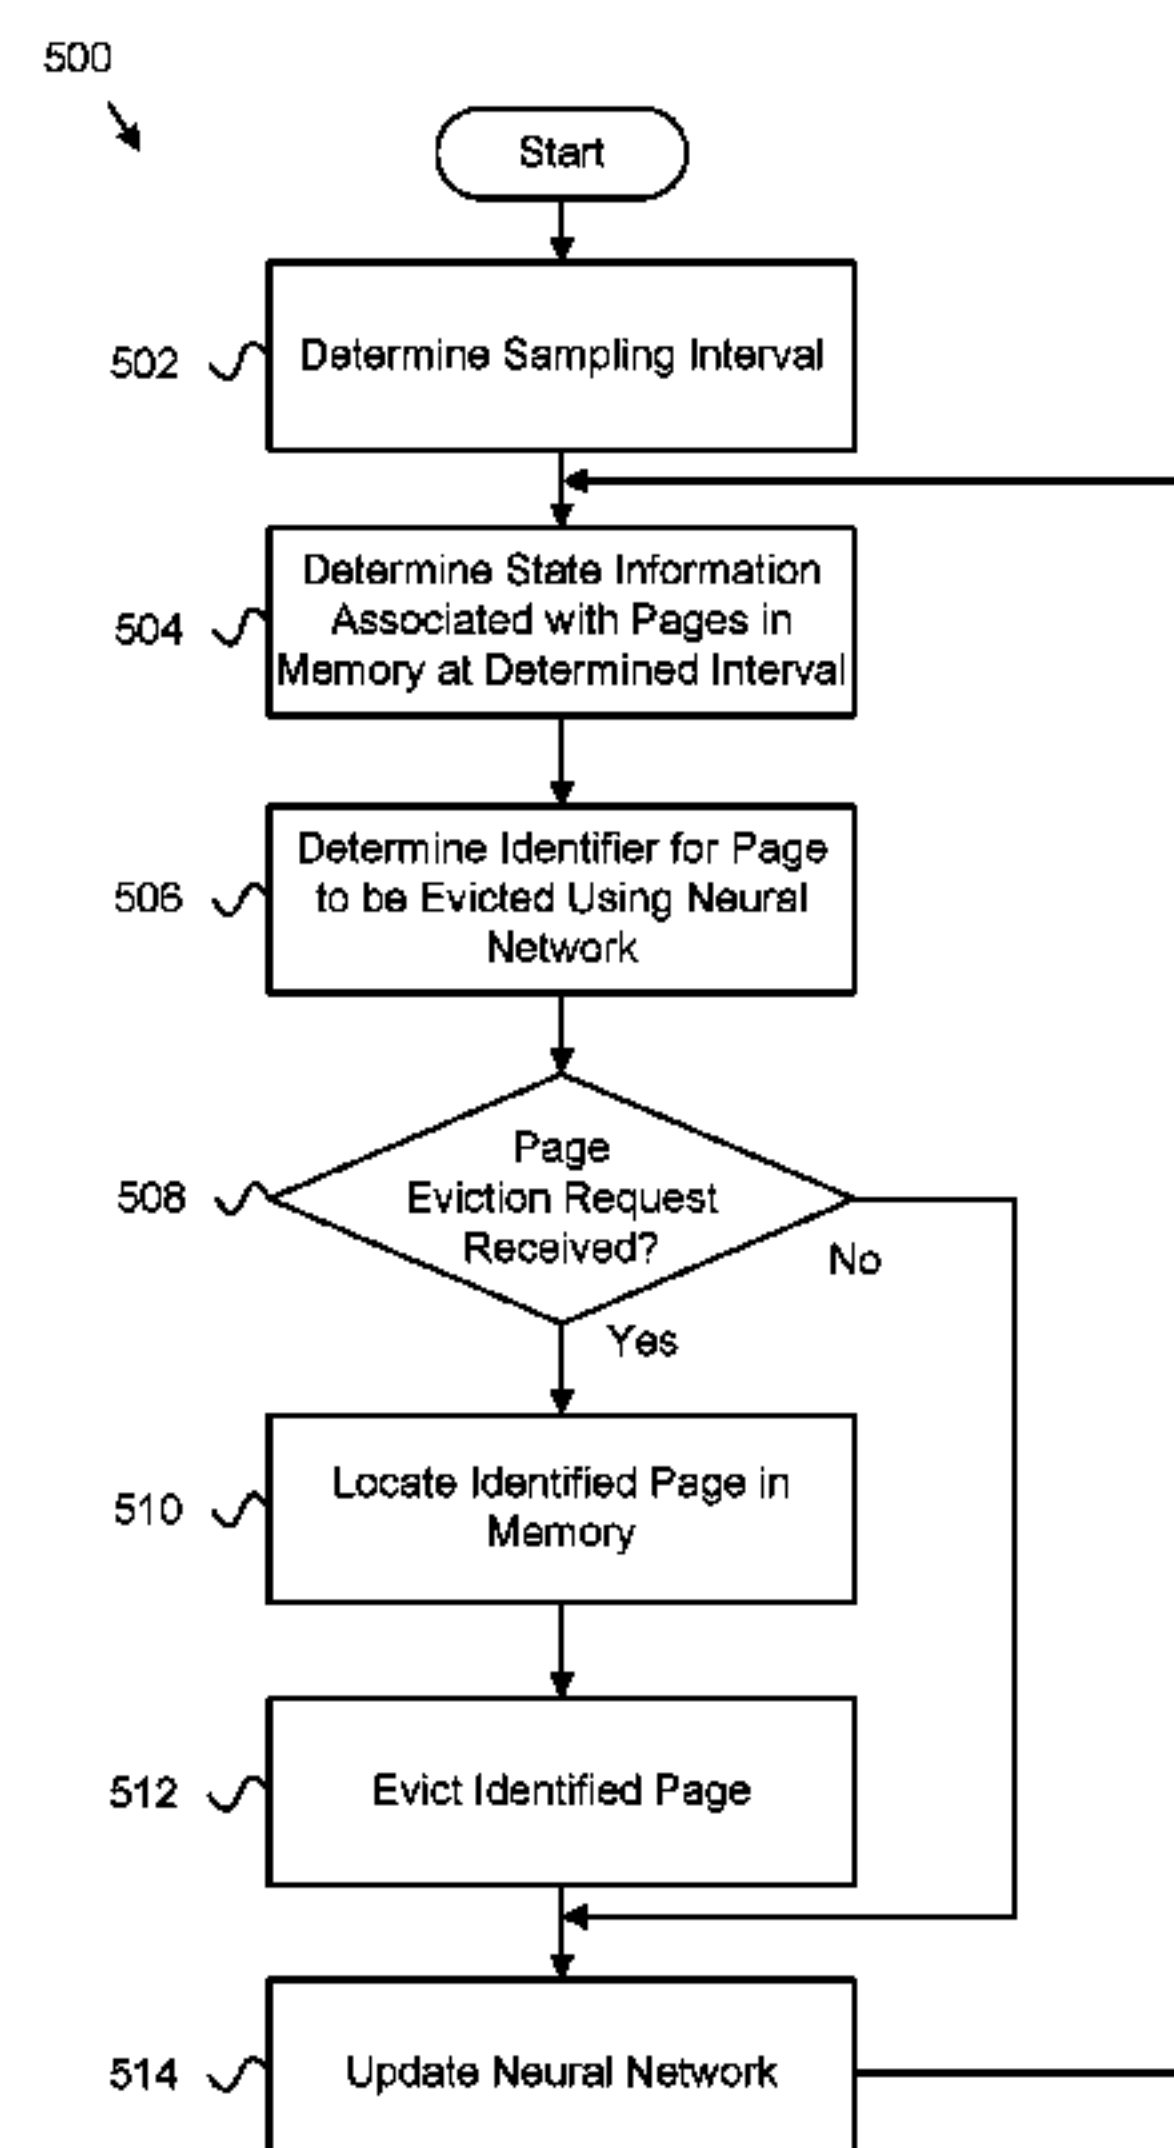 500
Start
502
Determine Sampling Interval
504
Determine State Information
Associated with Pages in
Memory at Determined Interval
506
Determine Identifier for Page
to be Evicted Using Neural
Network
508
Page
Eviction Request
Received?
No
Yes
510
Locate Identified Page in
Memory
512
Evict Identified Page
514
Update Neural Network